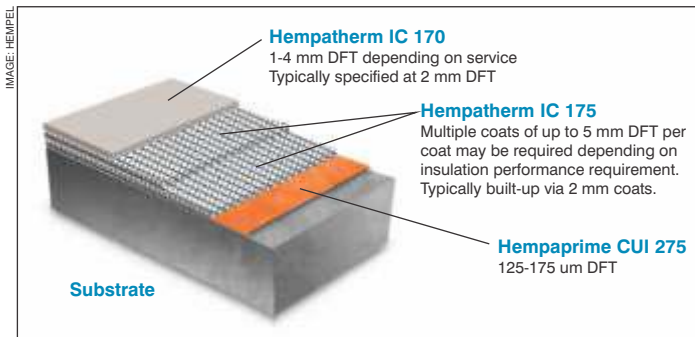 IMAGE: HEMPEL
Hempatherm IC 170
1-4 mm DFT depending on service
Typically specified at 2 mm DFT
Hempatherm IC 175
Multiple coats of up to 5 mm DFT per
coat may be required depending on
insulation performance requirement.
Typically built-up via 2 mm coats.
Hempaprime CUI 275
125-175 um DFT
Substrate